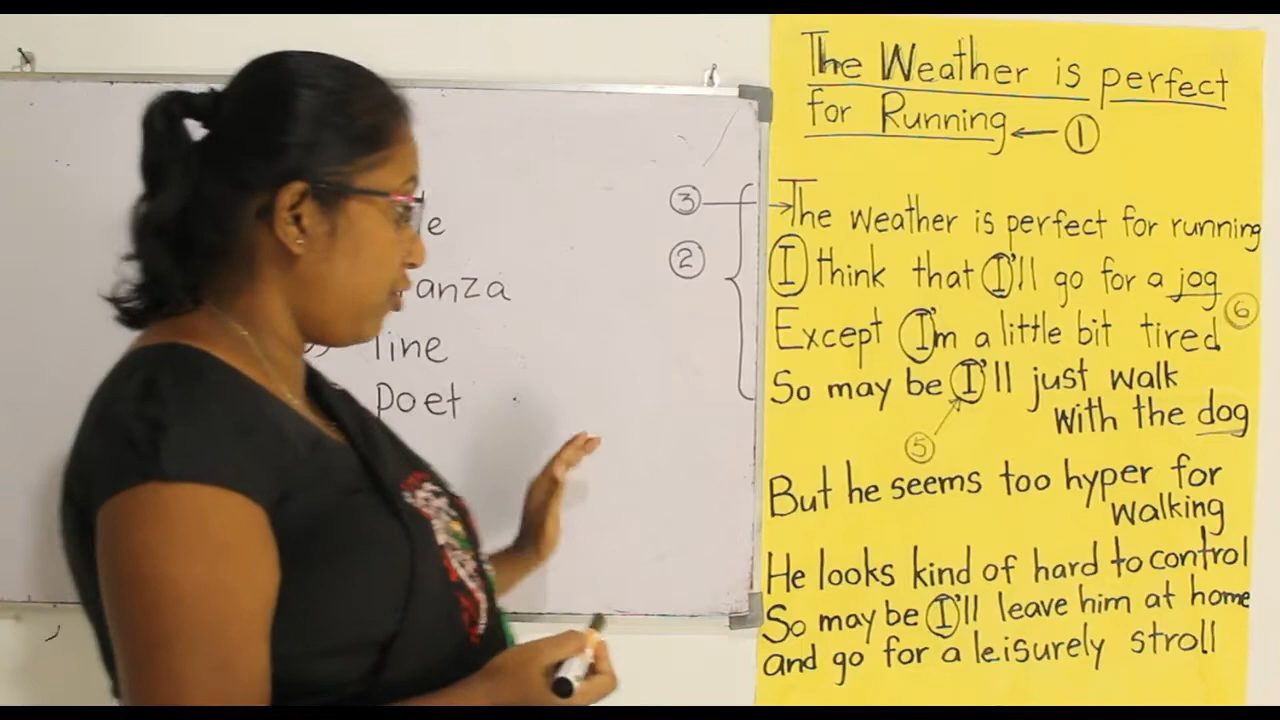 The Weather is perfect
for Running ← ①
③
②
anza
line
Poet
The weather is perfect for running
I think that I'll go for a jog
⑥
Except I'm a little bit tired
So may be I'll just walk
with the dog
⑤
But he seems too hyper for
walking
He looks kind of hard to control
So may be I'll leave him at home
and go for a leisurely stroll